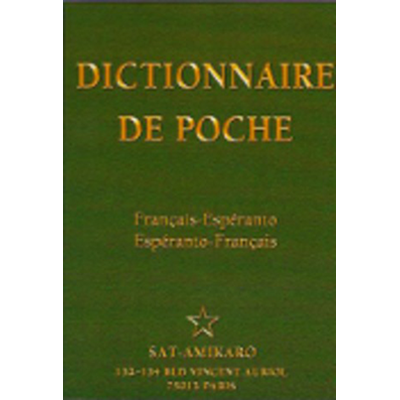 DICTIONNAIRE
DE POCHE
Français-Espéranto
Espéranto-Français
SAT-AMIKARO
132-134 BLD VINCENT AURIOL
75013 PARIS